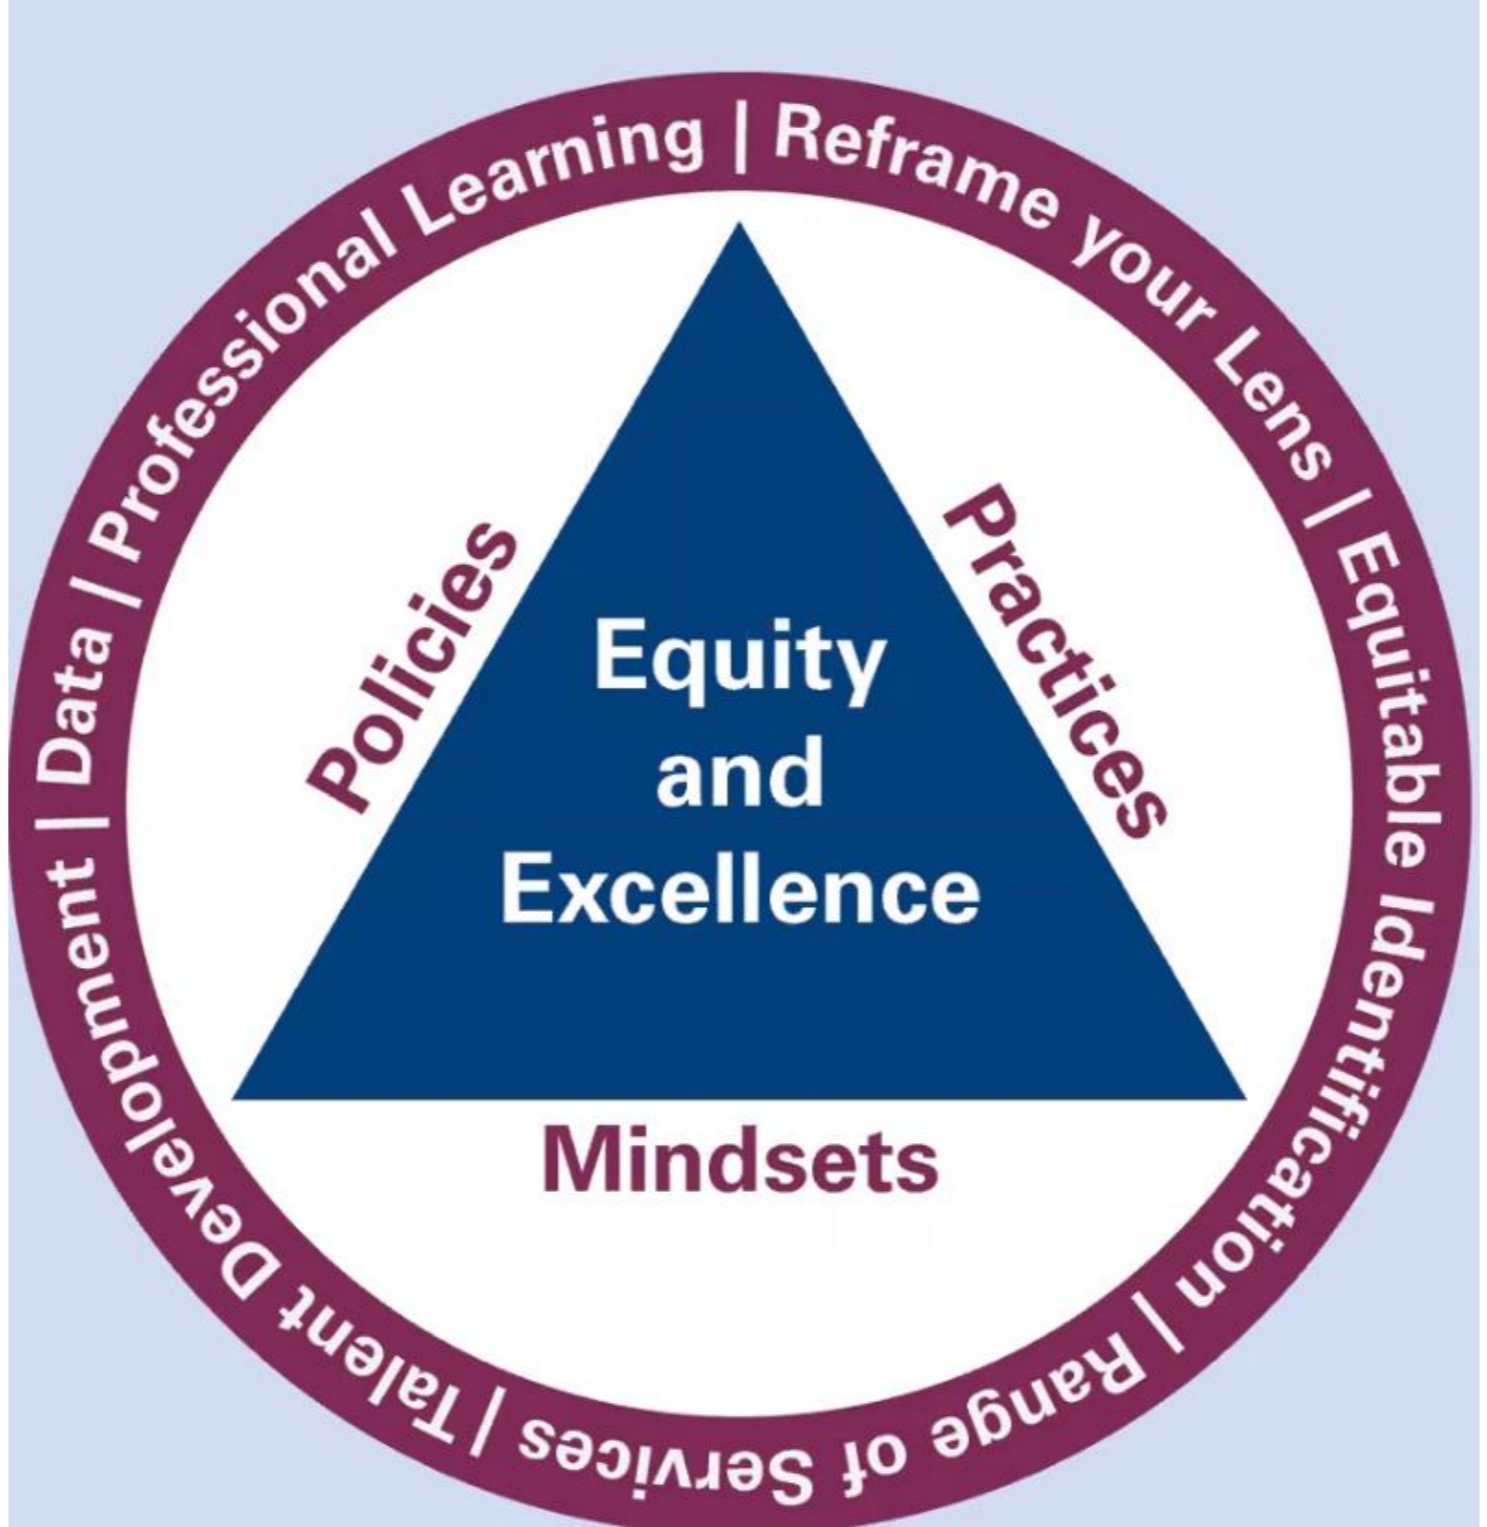 Reframe your Lens | Equitable Identification | Range of Services | Talent Development | Data | Professional Learning |
Policies
Practices
Equity
and
Excellence
Mindsets